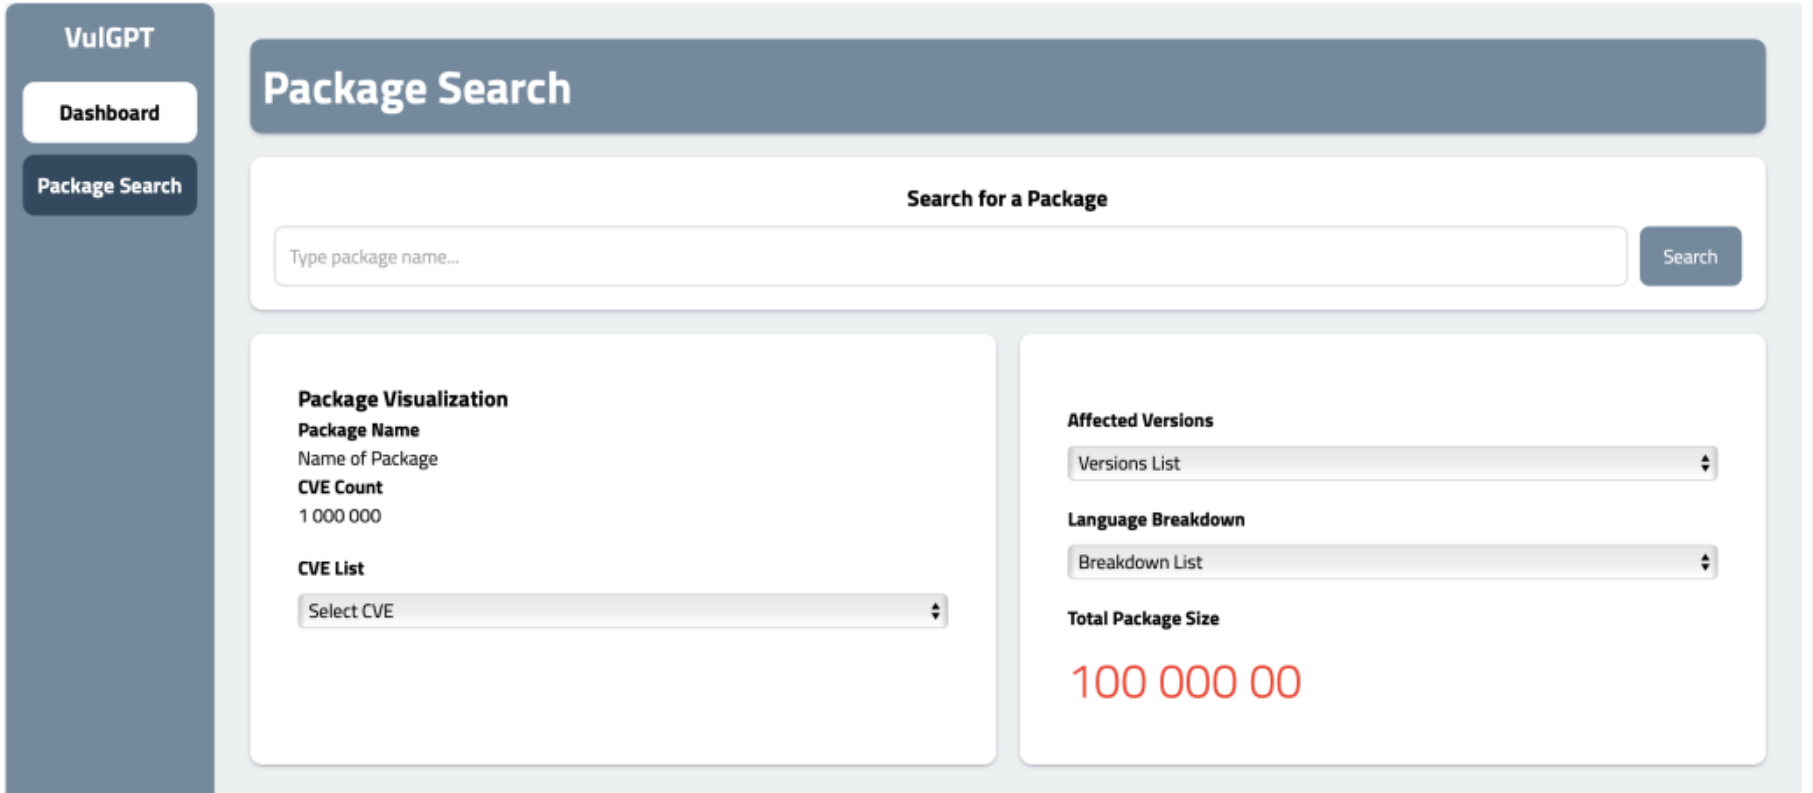 VulGPT
Dashboard
Package Search
Package Search
Search for a Package
Type package name...
Search
Package Visualization
Package Name
Name of Package
CVE Count
1 000 000
CVE List
Select CVE
Affected Versions
Versions List
Language Breakdown
Breakdown List
Total Package Size
100 000 00